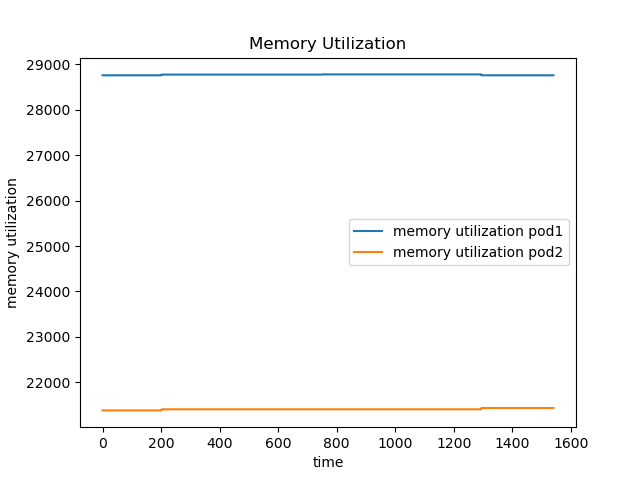 Memory Utilization
29000
28000
27000
26000
25000
24000
23000
22000
memory utilization
memory utilization pod1
memory utilization pod2
0 200 400 600 800 1000 1200 1400 1600
time